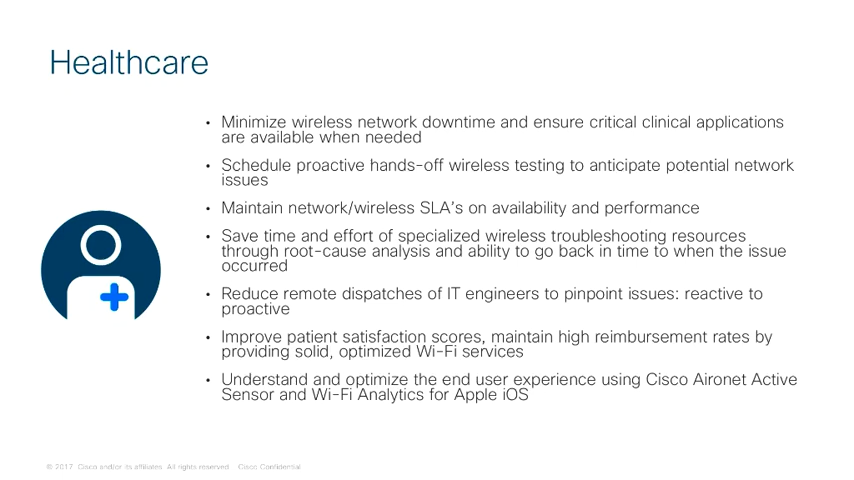 Healthcare
• Minimize wireless network downtime and ensure critical clinical applications
are available when needed
• Schedule proactive hands-off wireless testing to anticipate potential network
issues
• Maintain network/wireless SLA's on availability and performance
• Save time and effort of specialized wireless troubleshooting resources
through root-cause analysis and ability to go back in time to when the issue
occurred
• Reduce remote dispatches of IT engineers to pinpoint issues: reactive to
proactive
• Improve patient satisfaction scores, maintain high reimbursement rates by
providing solid, optimized Wi-Fi services
• Understand and optimize the end user experience using Cisco Aironet Active
Sensor and Wi-Fi Analytics for Apple iOS
© 2017 Cisco and/or its affiliates. All rights reserved. Cisco Confidential